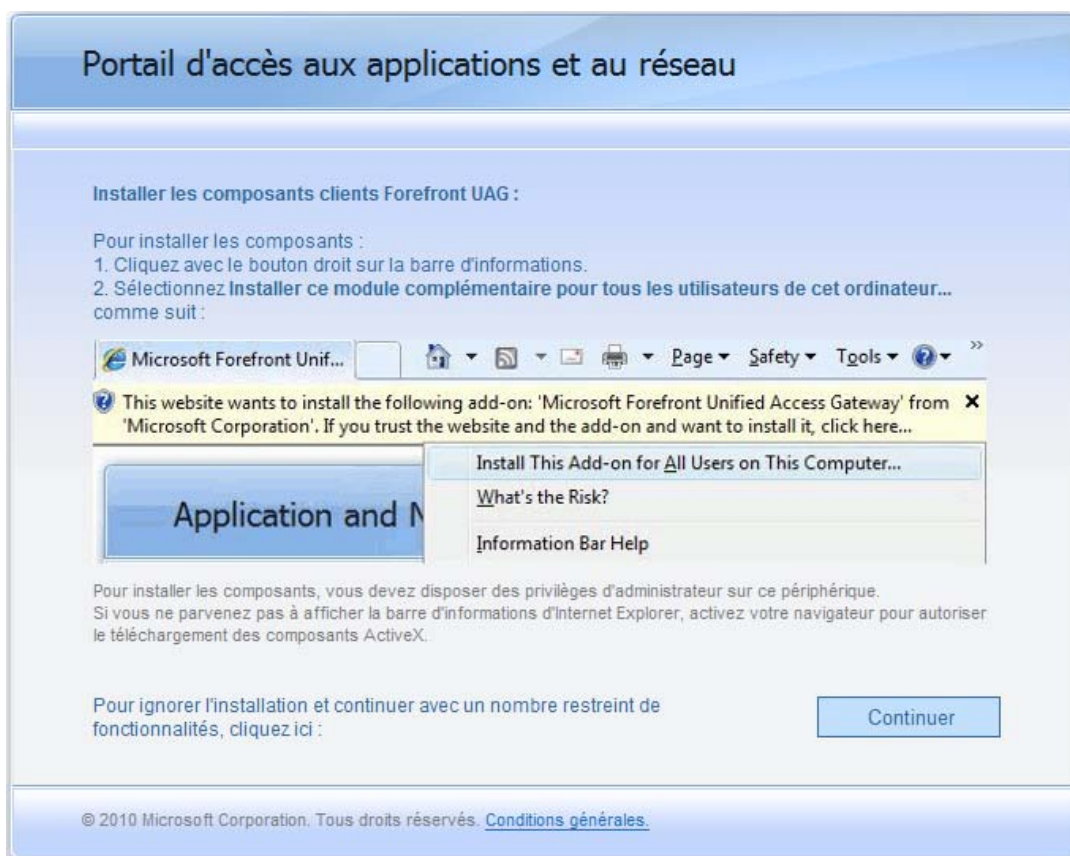 Portail d'accès aux applications et au réseau
Installer les composants clients Forefront UAG :
Pour installer les composants :
1. Cliquez avec le bouton droit sur la barre d'informations.
2. Sélectionnez Installer ce module complémentaire pour tous les utilisateurs de cet ordinateur...
comme suit :
Microsoft Forefront Unif... Page Safety Tools »
This website wants to install the following add-on: 'Microsoft Forefront Unified Access Gateway' from
'Microsoft Corporation'. If you trust the website and the add-on and want to install it, click here...
Install This Add-on for All Users on This Computer...
Application and N
What's the Risk?
Information Bar Help
Pour installer les composants, vous devez disposer des privilèges d'administrateur sur ce périphérique.
Si vous ne parvenez pas à afficher la barre d'informations d'Internet Explorer, activez votre navigateur pour autoriser
le téléchargement des composants ActiveX.
Pour ignorer l'installation et continuer avec un nombre restreint de
fonctionnalités, cliquez ici :
Continuer
© 2010 Microsoft Corporation. Tous droits réservés. Conditions générales.